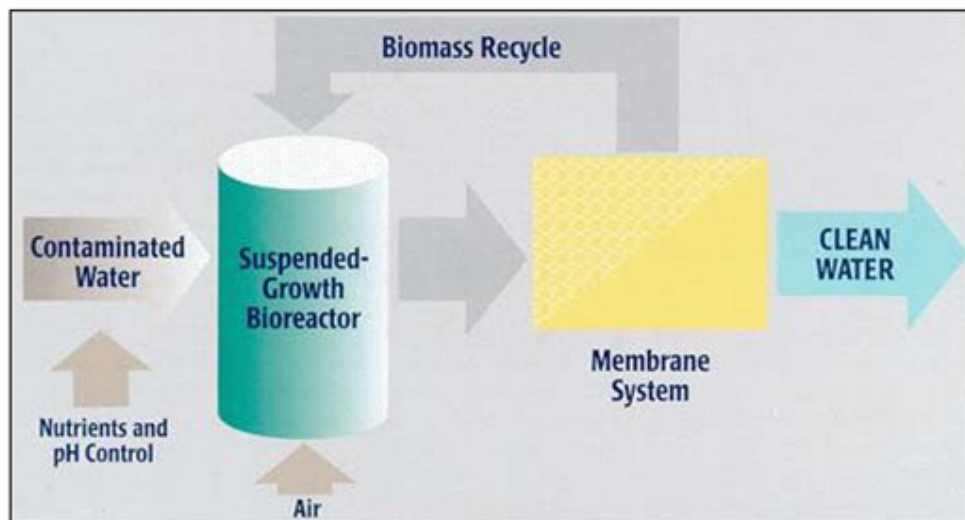 Biomass Recycle
Contaminated
Water
Suspended-
Growth
Bioreactor
CLEAN
WATER
Membrane
System
Nutrients and
pH Control
Air